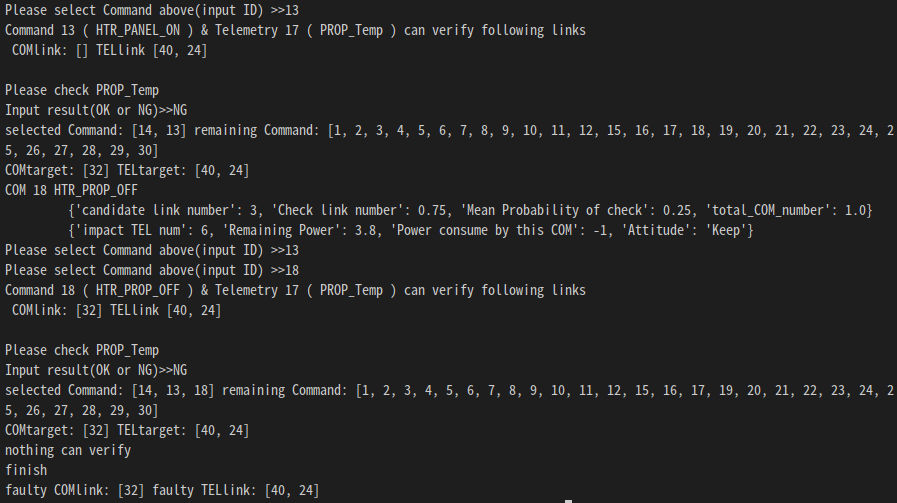 Please select Command above(input ID) >>13
Command 13 ( HTR_PANEL_ON ) & Telemetry 17 ( PROP_Temp ) can verify following links
 COMlink: [] TELlink [40, 24]

Please check PROP_Temp
Input result(OK or NG)>>NG
selected Command: [14, 13] remaining Command: [1, 2, 3, 4, 5, 6, 7, 8, 9, 10, 11, 12, 15, 16, 17, 18, 19, 20, 21, 22, 23, 24, 2
5, 26, 27, 28, 29, 30]
COMtarget: [32] TELtarget: [40, 24]
COM 18 HTR_PROP_OFF
        {'candidate link number': 3, 'Check link number': 0.75, 'Mean Probability of check': 0.25, 'total_COM_number': 1.0}
        {'impact TEL num': 6, 'Remaining Power': 3.8, 'Power consume by this COM': -1, 'Attitude': 'Keep'}
Please select Command above(input ID) >>13
Please select Command above(input ID) >>18
Command 18 ( HTR_PROP_OFF ) & Telemetry 17 ( PROP_Temp ) can verify following links
 COMlink: [32] TELlink [40, 24]

Please check PROP_Temp
Input result(OK or NG)>>NG
selected Command: [14, 13, 18] remaining Command: [1, 2, 3, 4, 5, 6, 7, 8, 9, 10, 11, 12, 15, 16, 17, 19, 20, 21, 22, 23, 24, 2
5, 26, 27, 28, 29, 30]
COMtarget: [32] TELtarget: [40, 24]
nothing can verify
finish
faulty COMlink: [32] faulty TELlink: [40, 24]